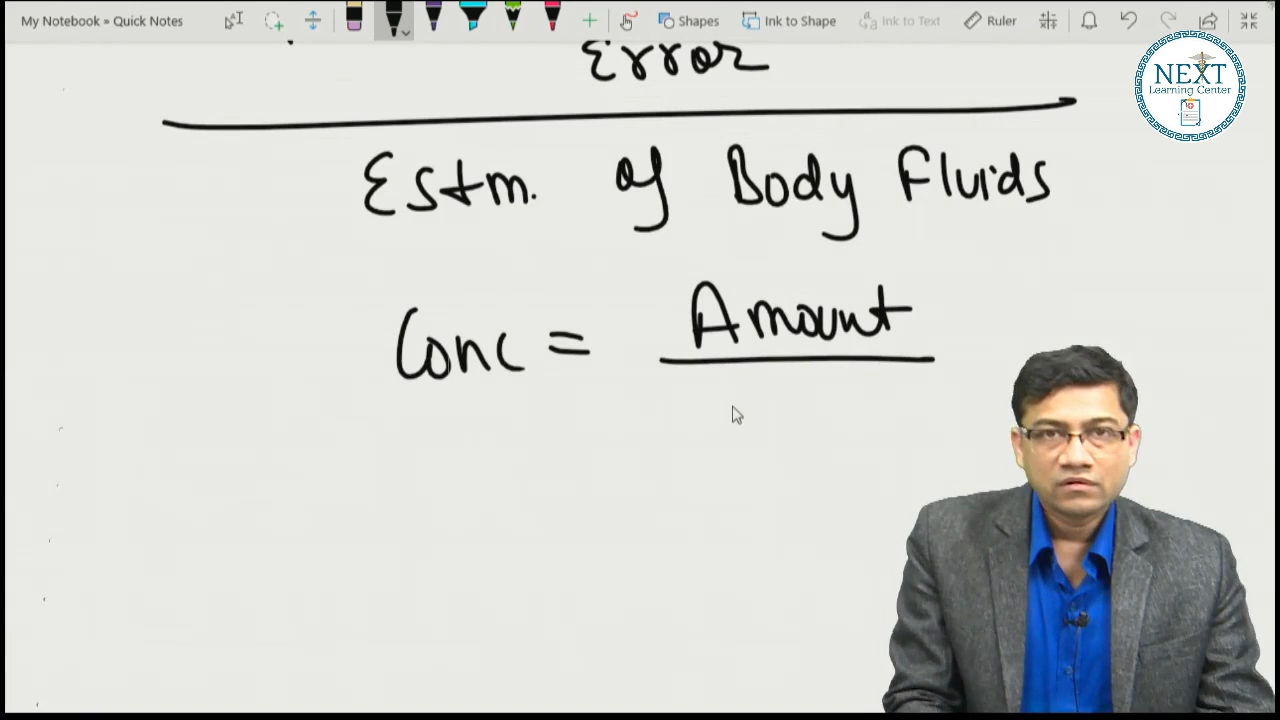 My Notebook » Quick Notes
Shapes
Ink to Shape
Ink to Text
Ruler
NEXT
Learning Center
Error
Estm. of Body Fluids
Conc = Amount